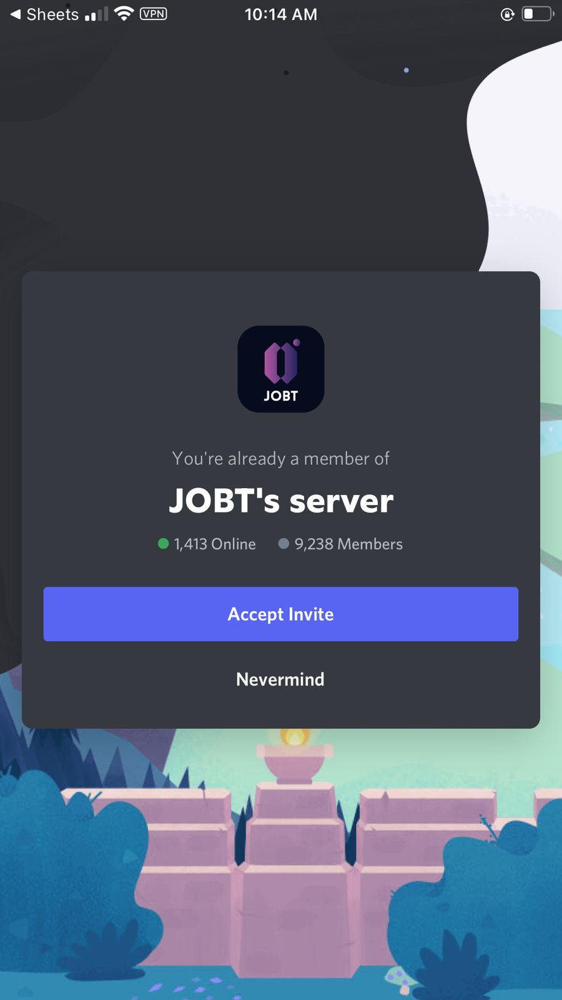 Sheets VPN 10:14 AM
JOBT
You're already a member of
JOBT's server
1,413 Online 9,238 Members
Accept Invite
Nevermind